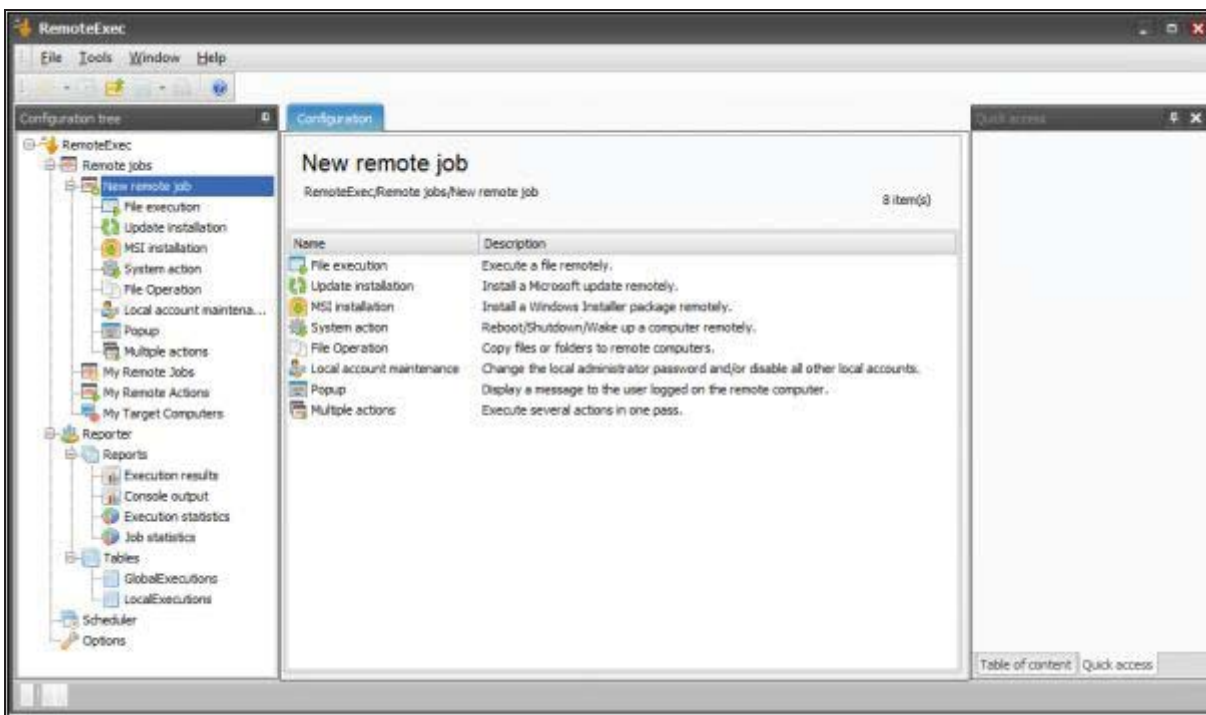 RemoteExec
File Tools Window Help
Configuration tree
Configuration
Quick access
RemoteExec
Remote jobs
New remote job
File execution
Update installation
MSI installation
System action
File Operation
Local account maintena...
Popup
Multiple actions
My Remote Jobs
My Remote Actions
My Target Computers
Reporter
Reports
Execution results
Console output
Execution statistics
Job statistics
Tables
GlobalExecutions
LocalExecutions
Scheduler
Options
New remote job
RemoteExec/Remote jobs/New remote job
8 item(s)
Name Description
File execution Execute a file remotely.
Update installation Install a Microsoft update remotely.
MSI installation Install a Windows Installer package remotely.
System action Reboot/Shutdown/Wake up a computer remotely.
File Operation Copy files or folders to remote computers.
Local account maintenance Change the local administrator password and/or disable all other local accounts.
Popup Display a message to the user logged on the remote computer.
Multiple actions Execute several actions in one pass.
Table of content Quick access